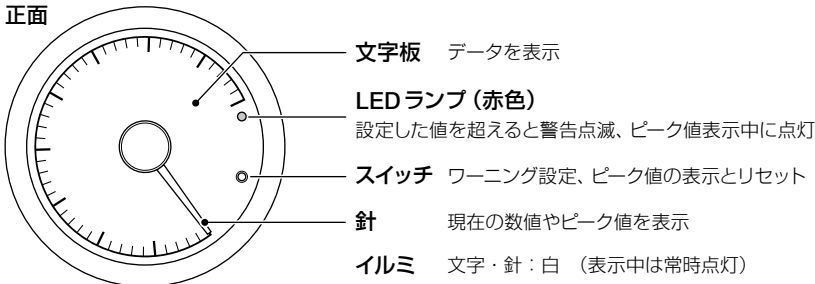 正面
文字板 データを表示
LEDランプ（赤色）
設定した値を超えると警告点滅、ピーク値表示中に点灯
スイッチ ワーニング設定、ピーク値の表示とリセット
針 現在の数値やピーク値を表示
イルミ 文字・針：白 （表示中は常時点灯）